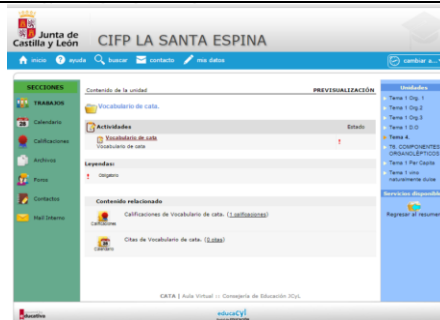 Junta de
Castilla y León
CIFP LA SANTA ESPINA
inicio ayuda buscar contacto mis datos
cambiar a...
SECCIONES
TRABAJOS
Calendario
Calificaciones
Archivos
Foros
Contactos
Mail Interno
Contenido de la unidad PREVISUALIZACIÓN
Vocabulario de cata.
Actividades Estado
Vocabulario de cata
Vocabulario de cata
!
Leyendas:
! Obligatorio
Contenido relacionado
Calificaciones de Vocabulario de cata. (1 calificaciones)
Calificaciones
Citas de Vocabulario de cata. (0 citas)
Calendario
Unidades
Tema 1 Org. 1
Tema 1 Org.2
Tema 1 Org.3
Tema 1 D.O
Tema 4.
T6. COMPONENTES
ORGANOLÉPTICOS
Tema 1 Per Capita
Tema 1 vino
naturalmente dulce
Servicios disponible
Regresar al resumen
CATA | Aula Virtual :: Consejería de Educación JCyL
educativa
educacyl